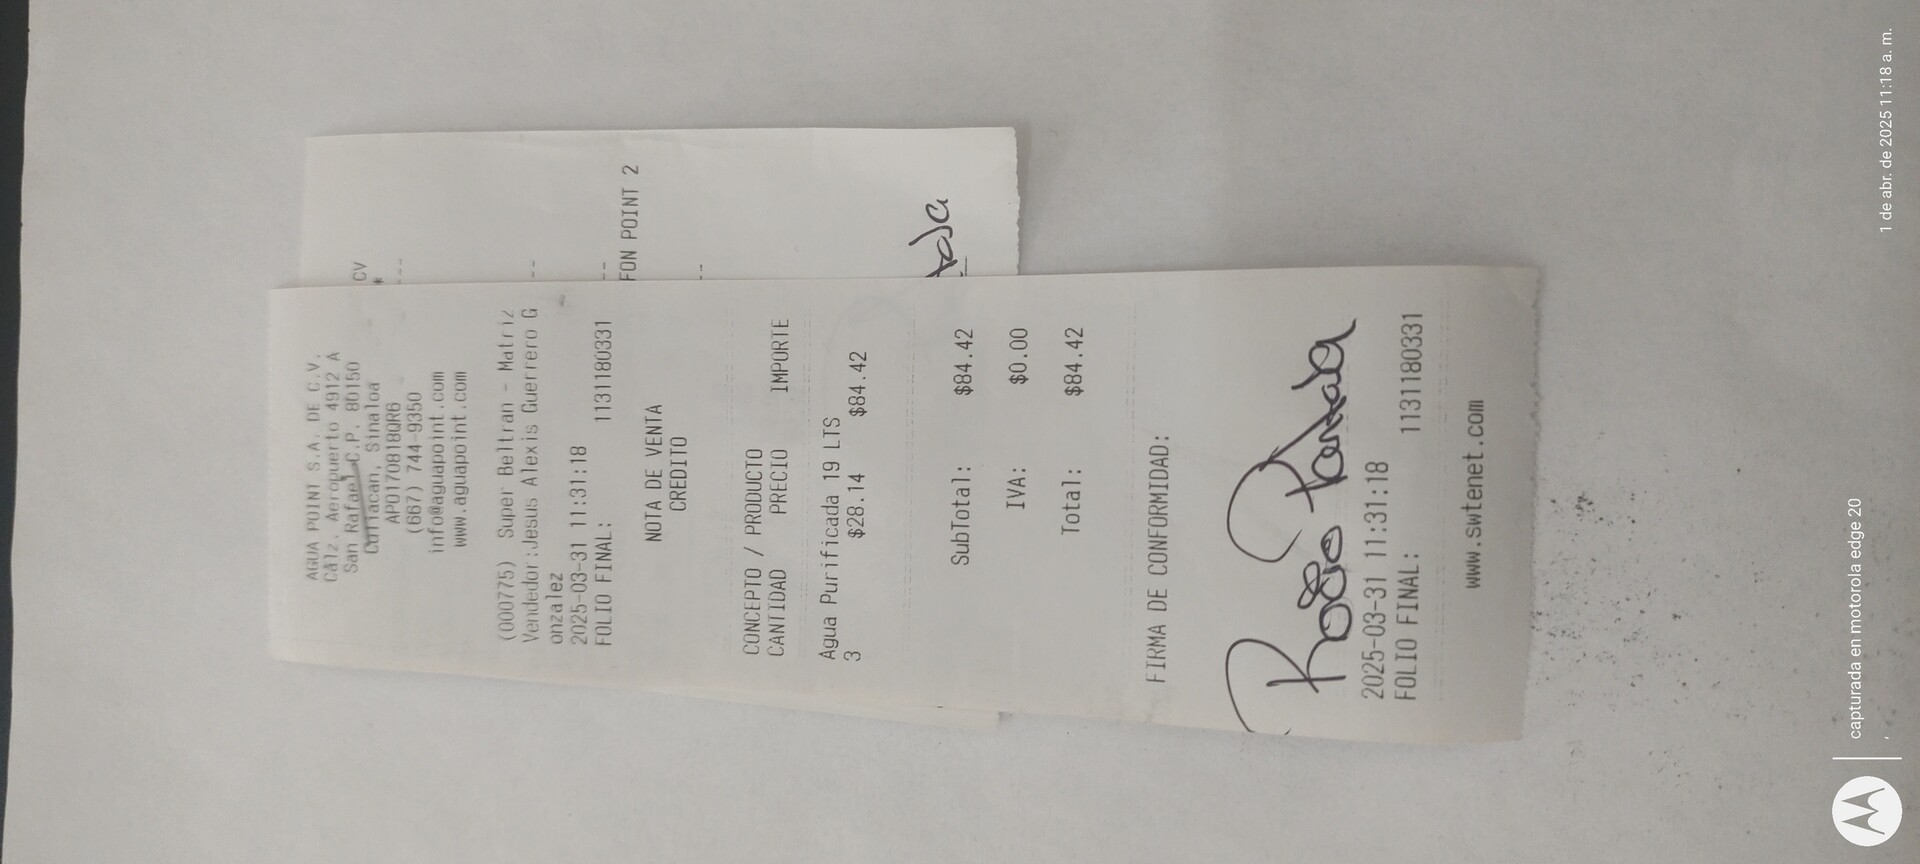 AGUA POINT S.A. DE C.V.
Calz. Aeropuerto 4912 A
San Rafael C.P. 80150
Culiacan, Sinaloa
APO170818QR6
(667) 744-9350
info@aguapoint.com
www.aguapoint.com
(000775) Super Beltran - Matriz
Vendedor:Jesus Alexis Guerrero G
onzalez
2025-03-31 11:31:18
FOLIO FINAL: 1131180331
NOTA DE VENTA
CREDITO
CONCEPTO / PRODUCTO
CANTIDAD PRECIO IMPORTE
Agua Purificada 19 LTS
3 $28.14 $84.42
SubTotal: $84.42
IVA: $0.00
Total: $84.42
FIRMA DE CONFORMIDAD:
2025-03-31 11:31:18
FOLIO FINAL: 1131180331
www.swtenet.com
CV
*
---
--
--
FON POINT 2
--
capturada en motorola edge 20
1 de abr. de 2025 11:18 a. m.